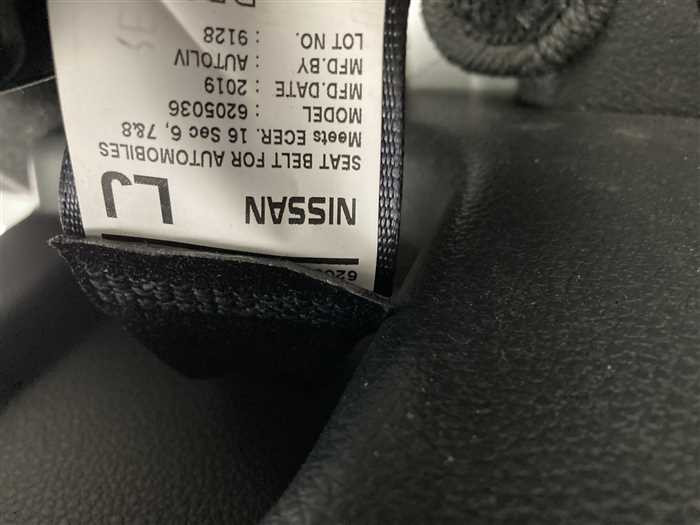 NISSAN LJ
SEAT BELT FOR AUTOMOBILES
Meets ECER. 16 Sec 6, 7&8
MODEL : 6205036
MFD.DATE : 2019
MFD.BY : AUTOLIV
LOT NO. : 9128